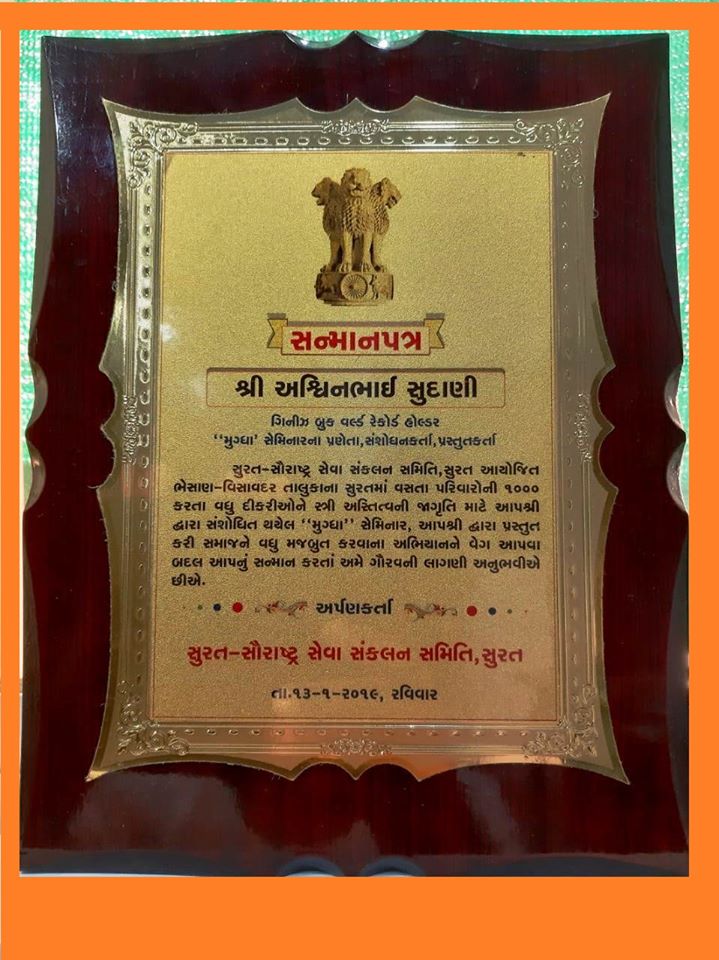 સન્માનપત્ર
શ્રી અશ્વિનભાઈ સુદાણી
ગિનીઝ બુક વર્લ્ડ રેકોર્ડ હોલ્ડર
‘‘મુગ્ધા’ સેમિનારના પ્રણેતા,સંશોધનકર્તા,પ્રસ્તુતકર્તા
સુરત-સૌરાષ્ટ્ર સેવા સંકલન સમિતિ,સુરત આયોજિત
ભેસાણ-વિસાવદર તાલુકાના સુરતમાં વસતા પરિવારોની ૧૦૦૦
કરતા વધુ દીકરીઓને સ્ત્રી અસ્તિત્વની જાગૃતિ માટે આપશ્રી
દ્વારા સંશોધિત થયેલ ‘‘મુગ્ધા’’ સેમિનાર, આપશ્રી દ્વારા પ્રસ્તુત
કરી સમાજને વધુ મજબુત કરવાના અભિયાનને વેગ આપવા
બદલ આપનું સન્માન કરતાં અમે ગૌરવની લાગણી અનુભવીએ
છીએ.
અર્પણકર્તા
સુરત-સૌરાષ્ટ્ર સેવા સંકલન સમિતિ,સુરત
તા.૧૩-૧-૨૦૧૯, રવિવાર